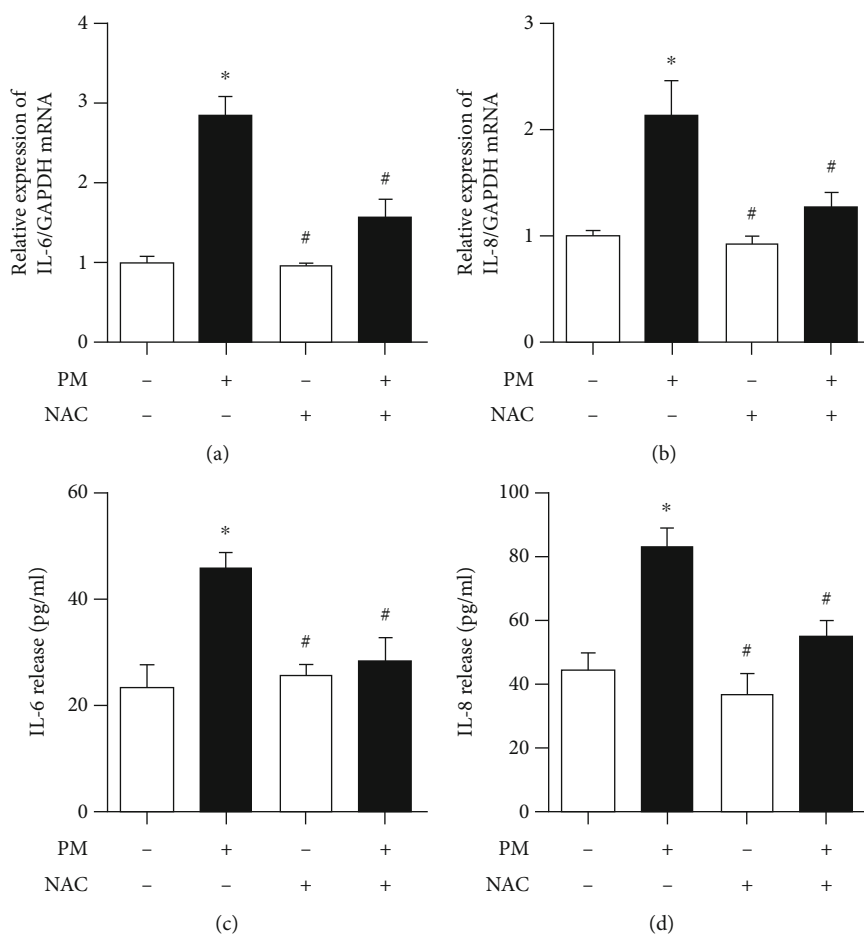 Relative expression of
IL-6/GAPDH mRNA
4
3
2
1
0
*
#
#
PM – + – +
NAC – – + +
(a)
Relative expression of
IL-8/GAPDH mRNA
3
2
1
0
*
#
#
PM – + – +
NAC – – + +
(b)
IL-6 release (pg/ml)
60
40
20
0
*
#
#
PM – + – +
NAC – – + +
(c)
IL-8 release (pg/ml)
100
80
60
40
20
0
*
#
#
PM – + – +
NAC – – + +
(d)